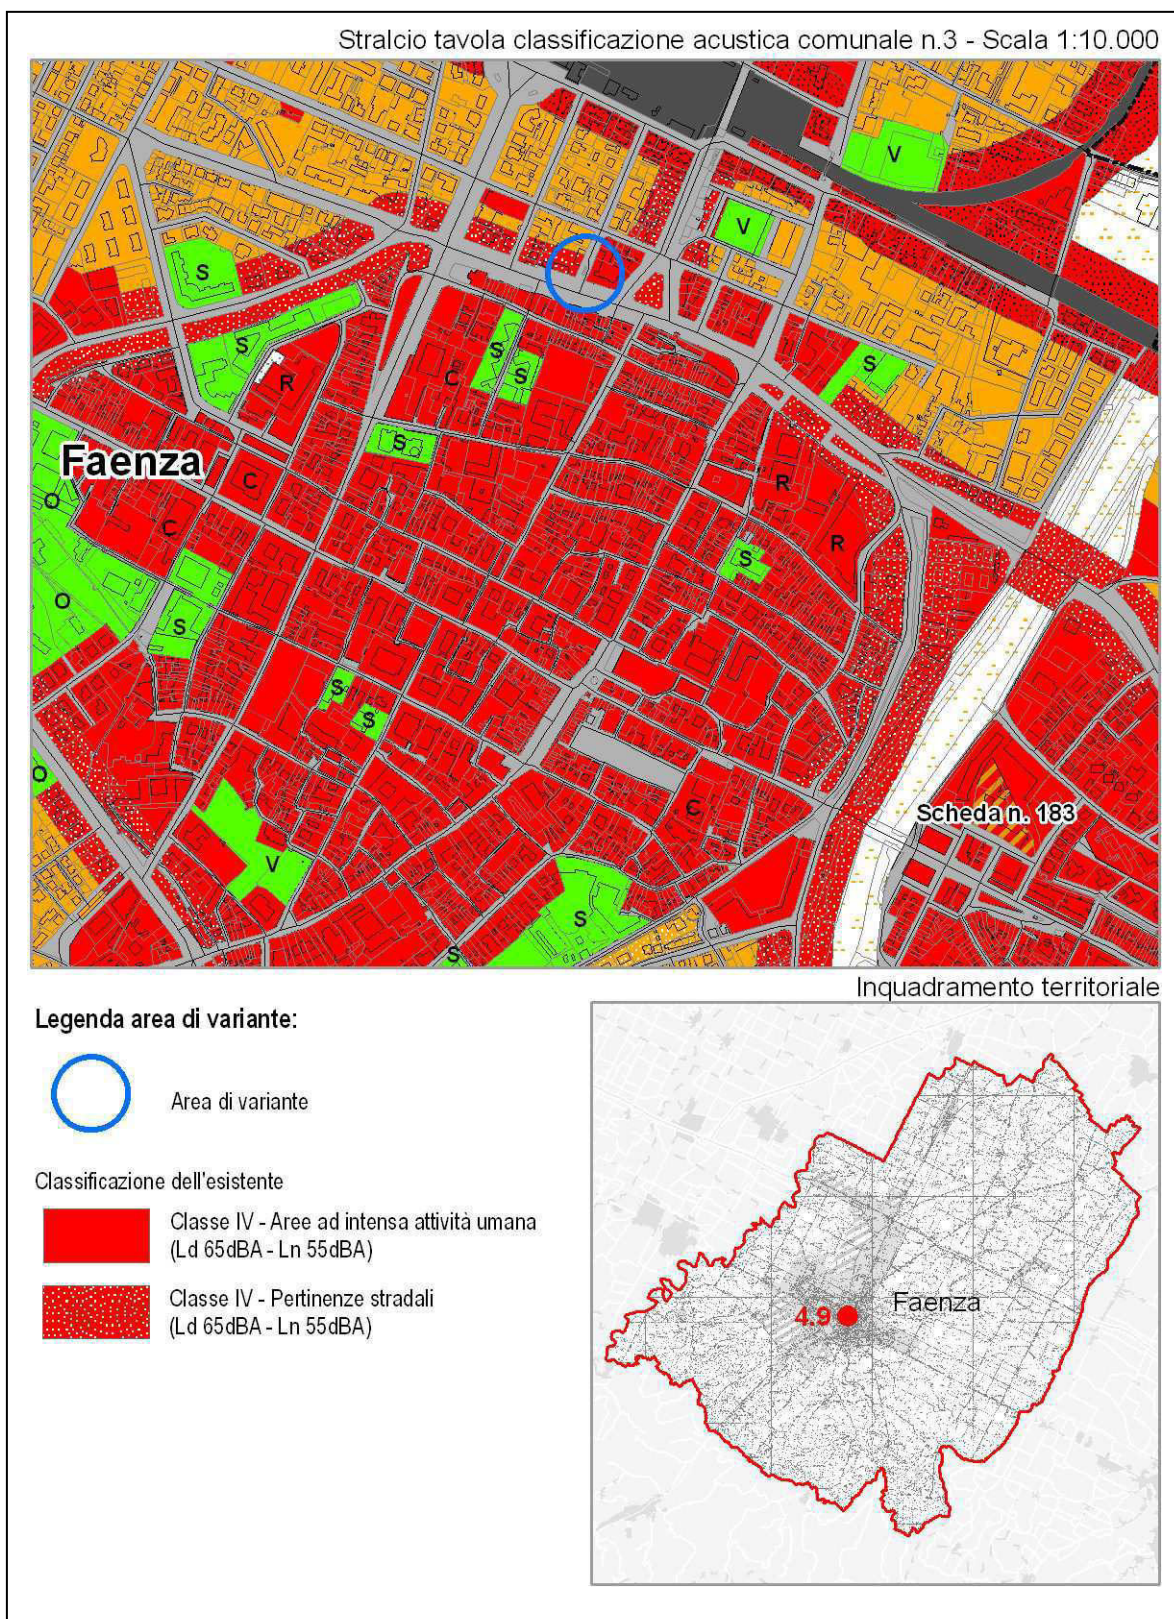 Stralcio tavola classificazione acustica comunale n.3 - Scala 1:10.000
V
V
S
S
S
C
S
S
R
S
Faenza
C
R
O
C
R
S
O
S
S
S
O
C
Scheda n. 183
V
S
S
Inquadramento territoriale
Legenda area di variante:
Area di variante
Classificazione dell'esistente
Classe IV - Aree ad intensa attività umana
(Ld 65dBA - Ln 55dBA)
Classe IV - Pertinenze stradali
(Ld 65dBA - Ln 55dBA)
Faenza
4.9